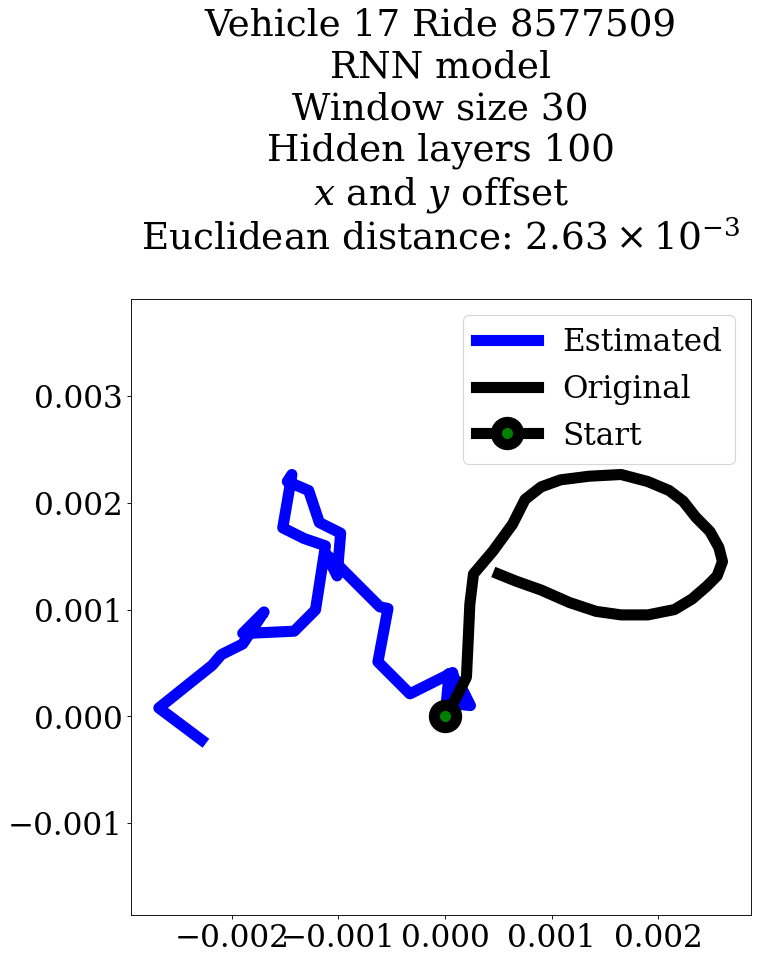 Vehicle 17 Ride 8577509
RNN model
Window size 30
Hidden layers 100
x and y offset
Euclidean distance: 2.63 × 10⁻³
Estimated
Original
Start
0.003
0.002
0.001
0.000
−0.001
−0.002 −0.001 0.000 0.001 0.002